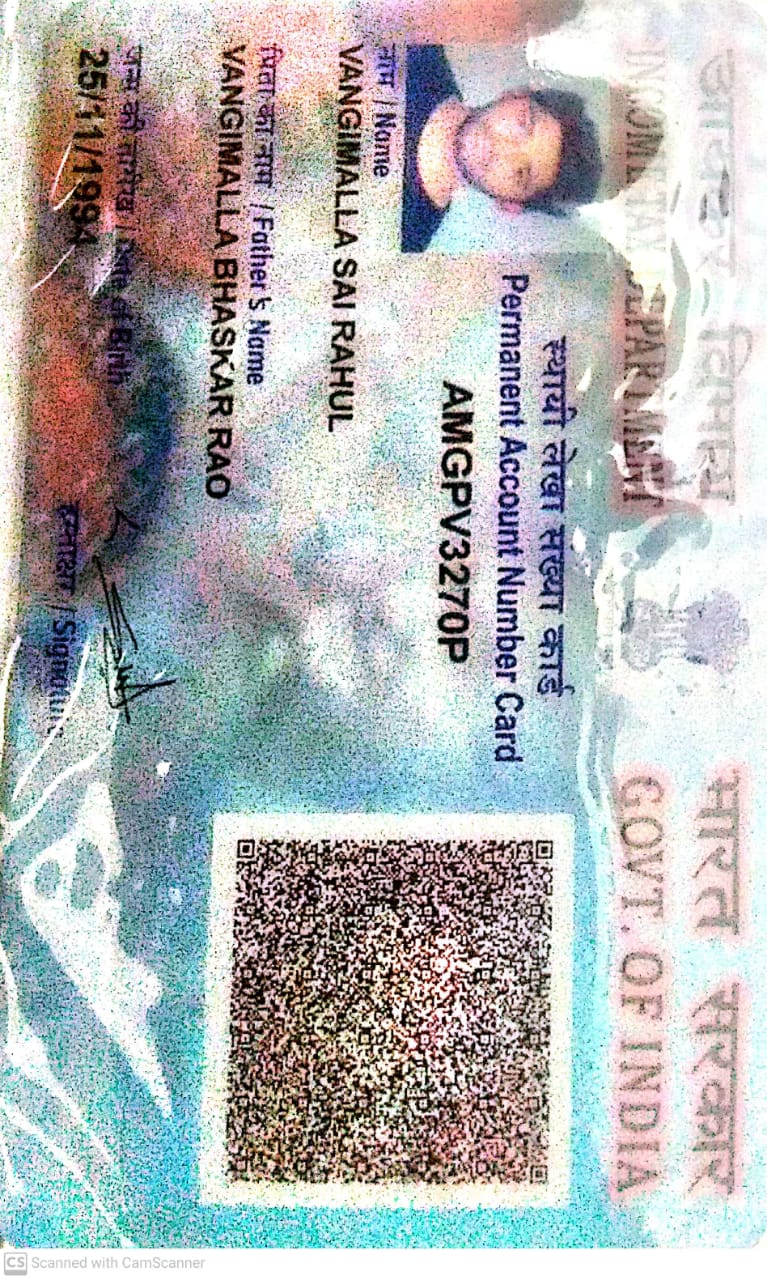 आयकर विभाग
INCOME TAX DEPARTMENT
भारत सरकार
GOVT. OF INDIA
स्थायी लेखा संख्या कार्ड
Permanent Account Number Card
AMGPV3270P
नाम / Name
VANGIMALLA SAI RAHUL
पिता का नाम / Father's Name
VANGIMALLA BHASKAR RAO
जन्म की तारीख / Date of Birth
25/11/1994
हस्ताक्षर / Signature
CS Scanned with CamScanner